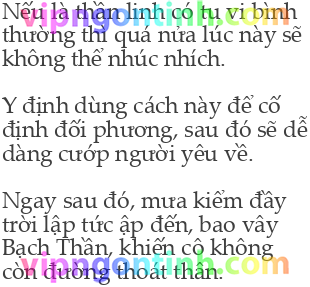 Nếu là thần linh có tu vi bình
thường thì quá nửa lúc này sẽ
không thể nhúc nhích.
Ý định dùng cách này để cố
định đối phương, sau đó sẽ dễ
dàng cướp người yêu về.
Ngay sau đó, mưa kiếm đầy
trời lập tức ập đến, bao vây
Bạch Thần, khiến cô không
còn đường thoát thân.
vipngontinh.com
vipngontinh.com